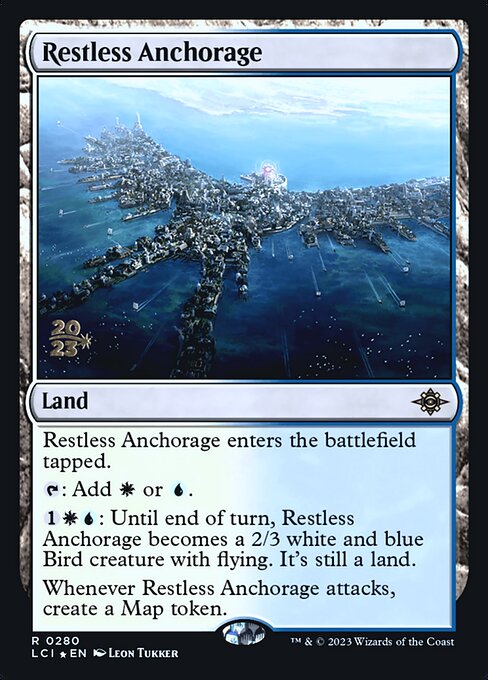 Restless Anchorage
20
23
Land
Restless Anchorage enters the battlefield
tapped.
: Add or .
1 : Until end of turn, Restless
Anchorage becomes a 2/3 white and blue
Bird creature with flying. It's still a land.
Whenever Restless Anchorage attacks,
create a Map token.
R 0280
LCI ★ EN Leon Tukker
™ & © 2023 Wizards of the Coast